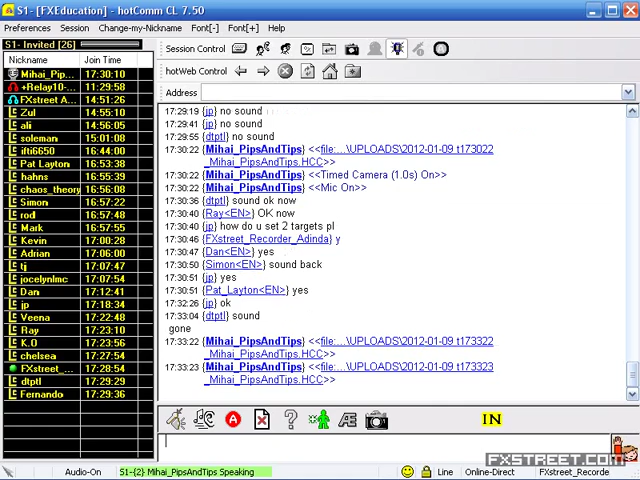 S1- [FXEducation] - hotComm CL 7.50
Preferences Session Change-my-Nickname Font[-] Font[+] Help
S1- Invited [26]
Nickname Join Time
Mihai_Pips... 17:30:10
+Relay10-... 11:29:58
FXstreet A... 14:51:26
Zul 14:55:10
ali 14:56:05
soleman 15:01:08
ifti6650 16:44:00
Pat Layton 16:53:38
hahns 16:55:39
chaos_theory 16:56:08
Simon 16:57:22
rod 16:57:48
Mark 16:57:55
Kevin 17:00:28
Adrian 17:06:00
tj 17:07:47
jocelynlmc 17:07:54
Dan 17:12:41
jp 17:18:34
Veena 17:22:48
Ray 17:23:10
K.O 17:23:56
chelsea 17:27:54
FXstreet_... 17:28:54
dtptl 17:29:29
Fernando 17:29:36
Session Control
hotWeb Control
Address
17:29:19 {jp} no sound
17:29:41 {jp} no sound
17:29:55 {dtptl} no sound
17:30:22 {Mihai_PipsAndTips} <<file:...\UPLOADS\2012-01-09 t173022
_Mihai_PipsAndTips.HCC>>
17:30:22 {Mihai_PipsAndTips} <<Timed Camera (1.0s) On>>
17:30:22 {Mihai_PipsAndTips} <<Mic On>>
17:30:36 {dtptl} sound ok now
17:30:40 {Ray<EN>} OK now
17:30:40 {jp} how do u set 2 targets pl
17:30:46 {FXstreet_Recorder_Adinda} y
17:30:47 {Dan<EN>} yes
17:30:50 {Simon<EN>} sound back
17:30:51 {jp} yes
17:30:51 {Pat_Layton<EN>} yes
17:32:26 {jp} ok
17:33:04 {dtptl} sound
gone
17:33:22 {Mihai_PipsAndTips} <<file:...\UPLOADS\2012-01-09 t173322
_Mihai_PipsAndTips.HCC>>
17:33:23 {Mihai_PipsAndTips} <<file:...\UPLOADS\2012-01-09 t173323
_Mihai_PipsAndTips.HCC>>
A ? Æ IN
FXSTREET.COM
Audio-On S1-{2} Mihai_PipsAndTips Speaking Line Online-Direct FXstreet_Recorde